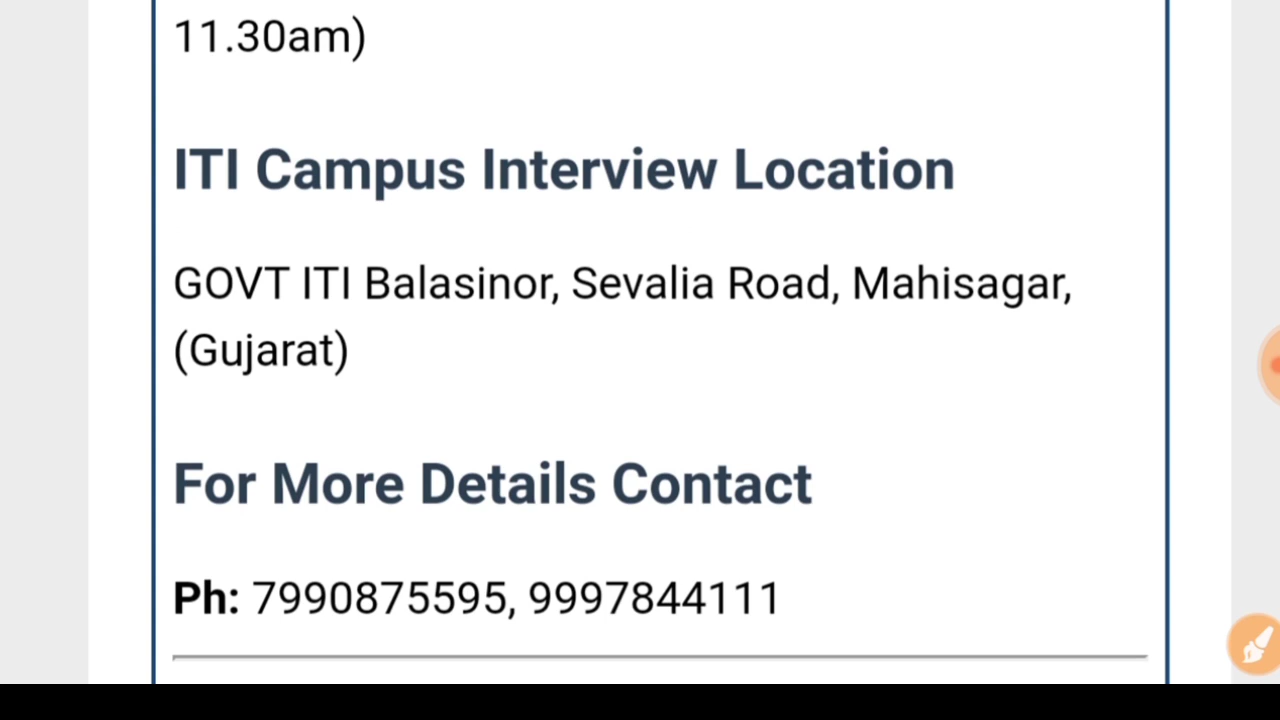 11.30am)
ITI Campus Interview Location
GOVT ITI Balasinor, Sevalia Road, Mahisagar,
(Gujarat)
For More Details Contact
Ph: 7990875595, 9997844111